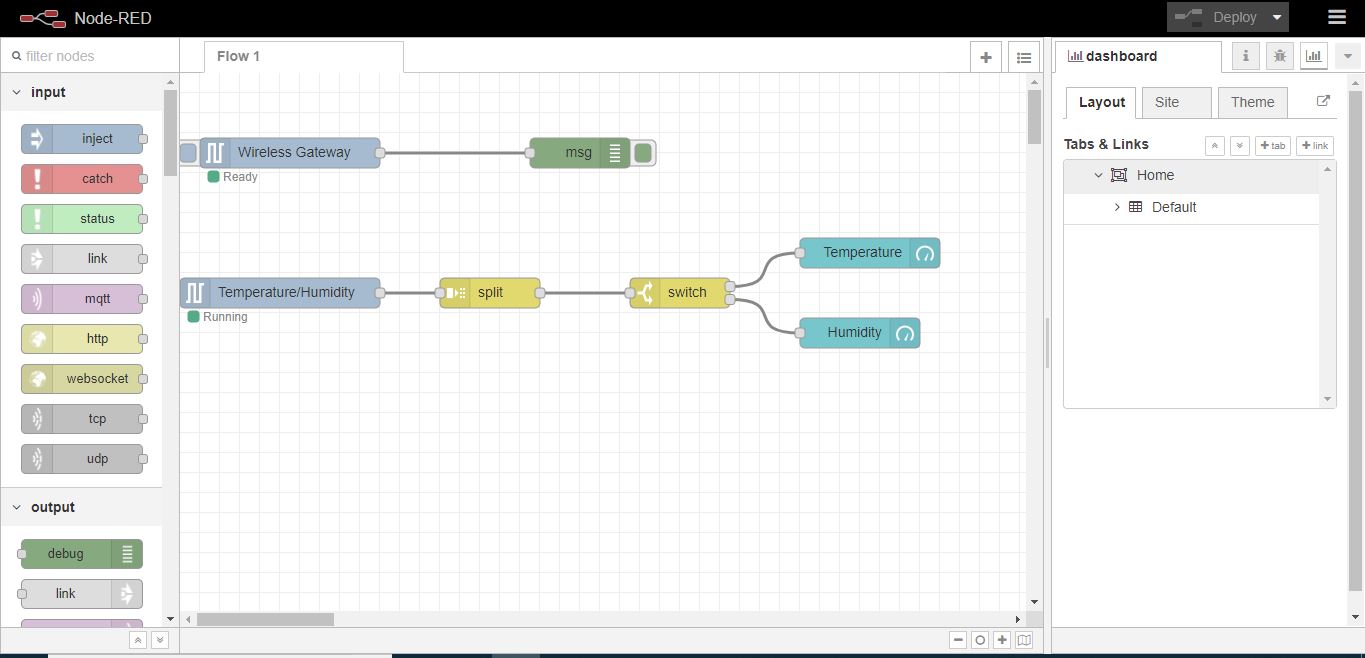 Node-RED
Deploy
filter nodes
Flow 1
dashboard
input
Layout
Site
Theme
inject
Wireless Gateway
msg
Tabs & Links
tab
link
Ready
catch
Home
status
Default
link
Temperature
mqtt
Temperature/Humidity
split
switch
Running
http
Humidity
websocket
tcp
udp
output
debug
link